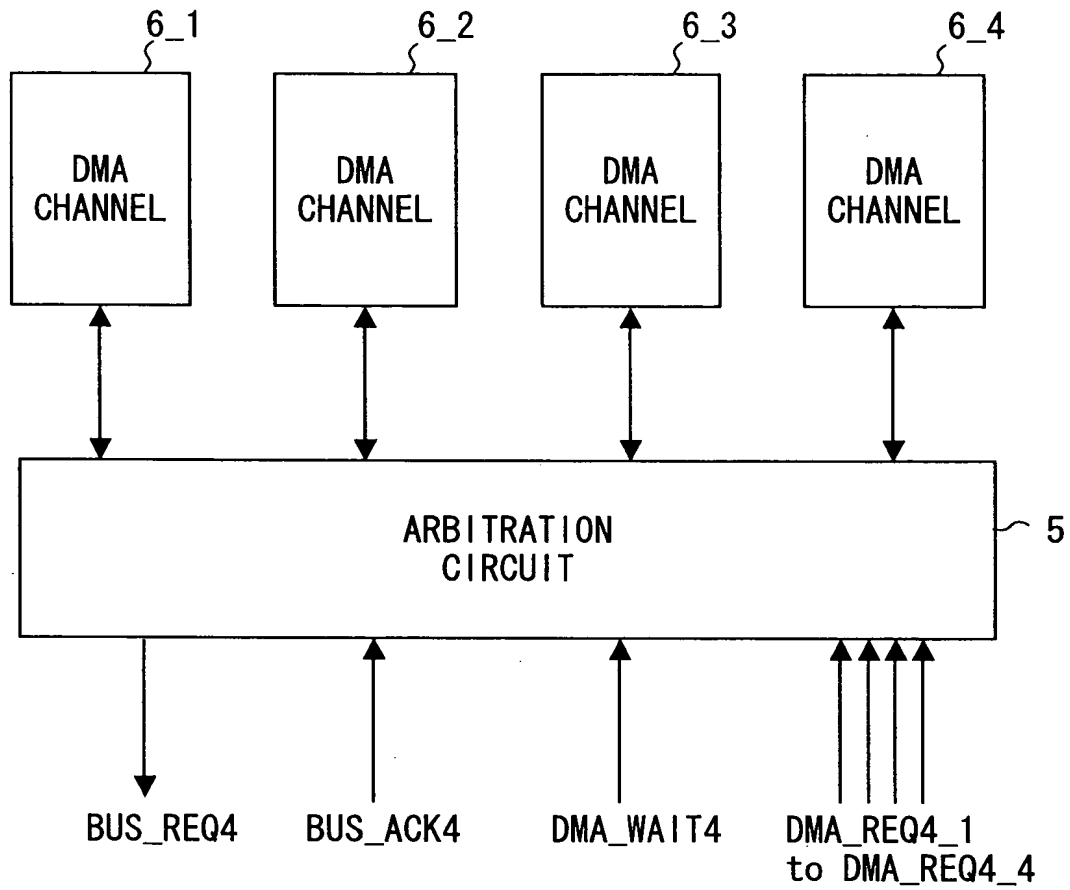 6_1
6_2
6_3
6_4
DMA
CHANNEL
DMA
CHANNEL
DMA
CHANNEL
DMA
CHANNEL
ARBITRATION
CIRCUIT
5
BUS_REQ4
BUS_ACK4
DMA_WAIT4
DMA_REQ4_1
to DMA_REQ4_4